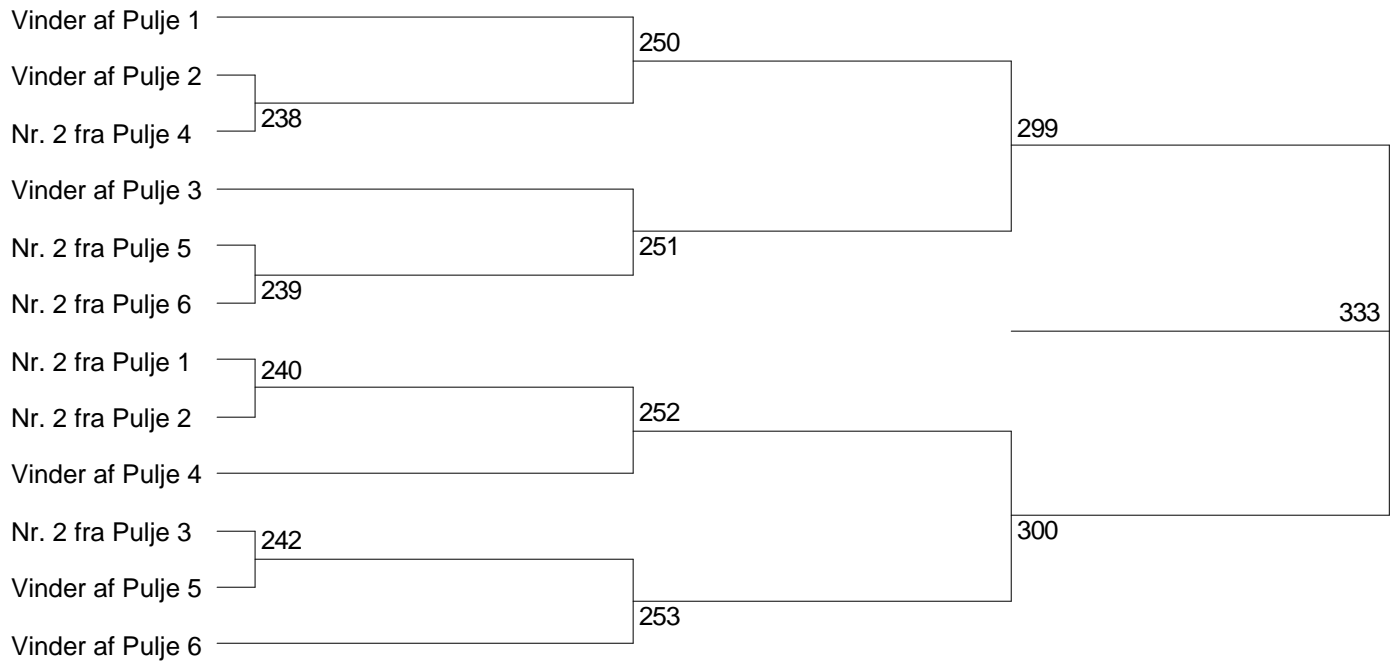 Vinder af Pulje 1
250
Vinder af Pulje 2
238
Nr. 2 fra Pulje 4
299
Vinder af Pulje 3
Nr. 2 fra Pulje 5
251
239
Nr. 2 fra Pulje 6
333
Nr. 2 fra Pulje 1
240
Nr. 2 fra Pulje 2
252
Vinder af Pulje 4
Nr. 2 fra Pulje 3
242
300
Vinder af Pulje 5
253
Vinder af Pulje 6